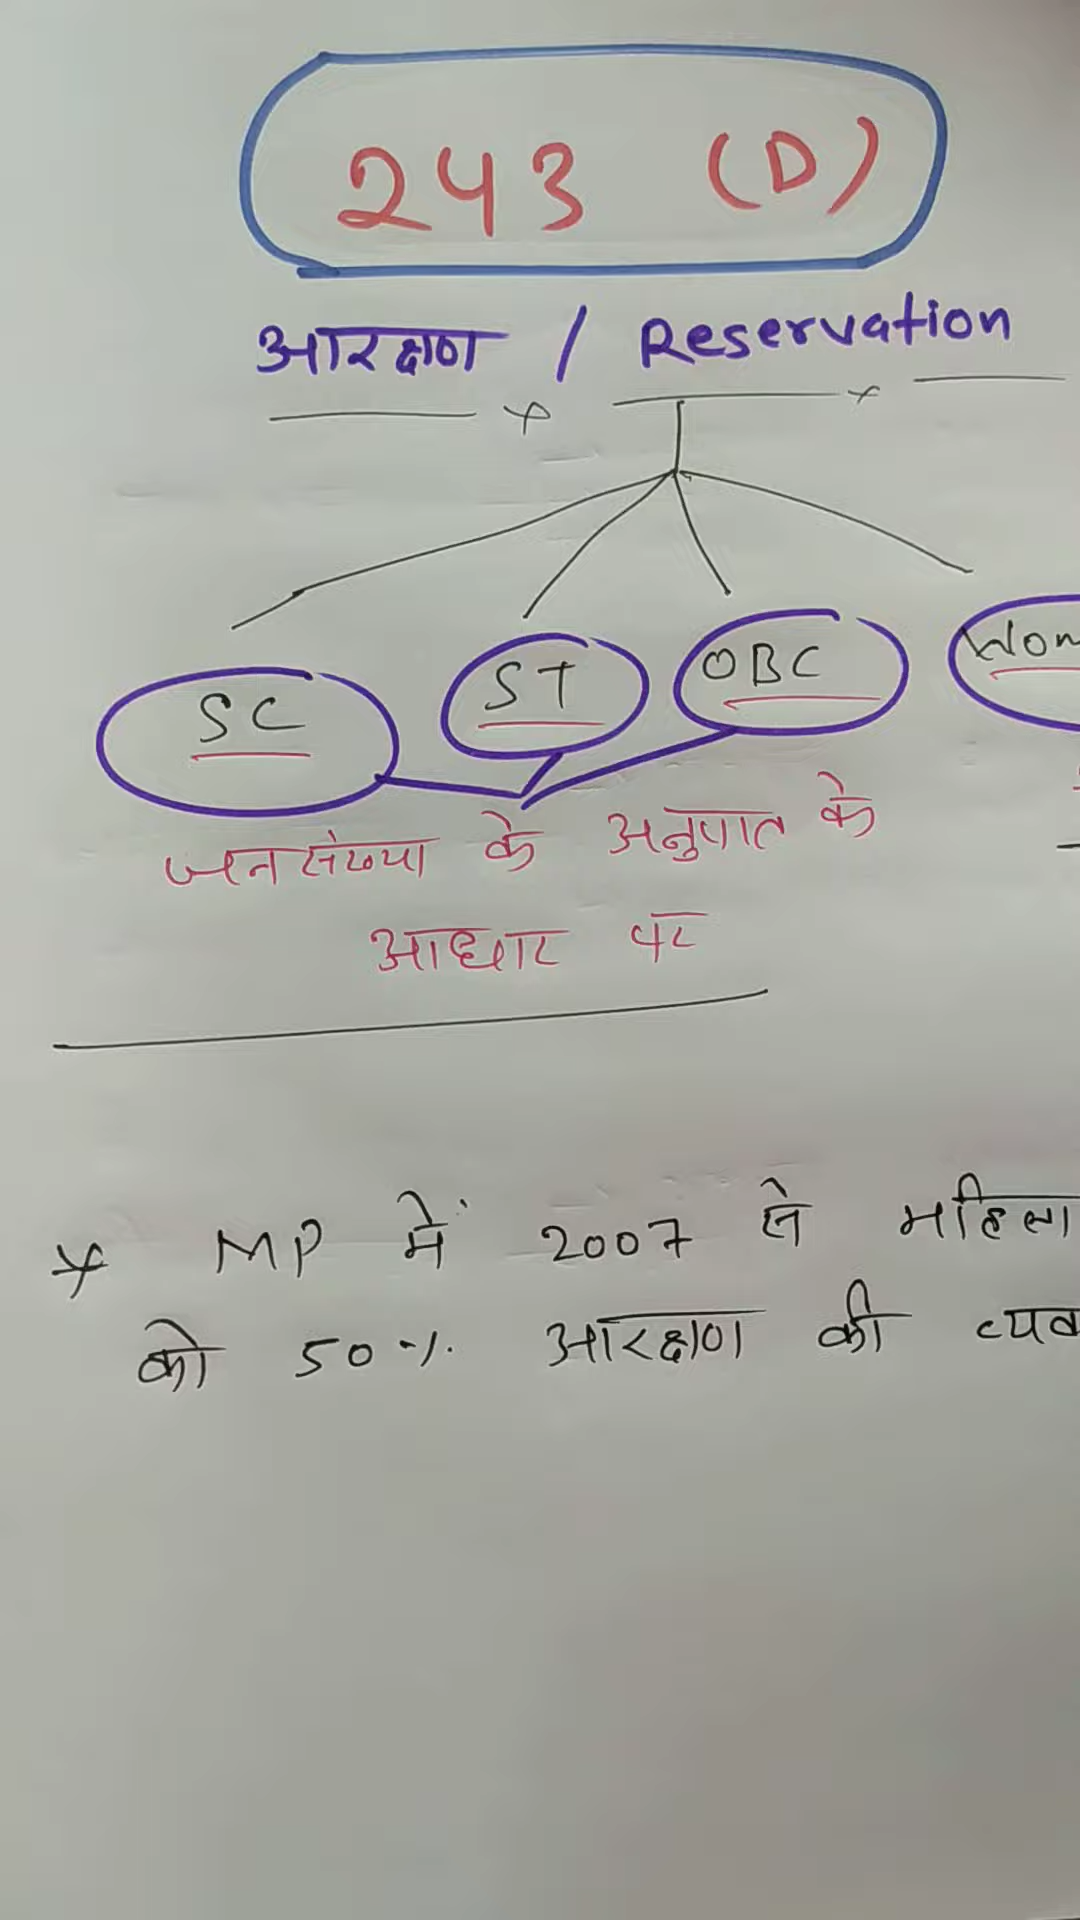 243 (D)
आरक्षण / Reservation
SC ST OBC
जनसंख्या के अनुपात के
आधार पर
* MP में 2007 से महिला
को 50% आरक्षण की